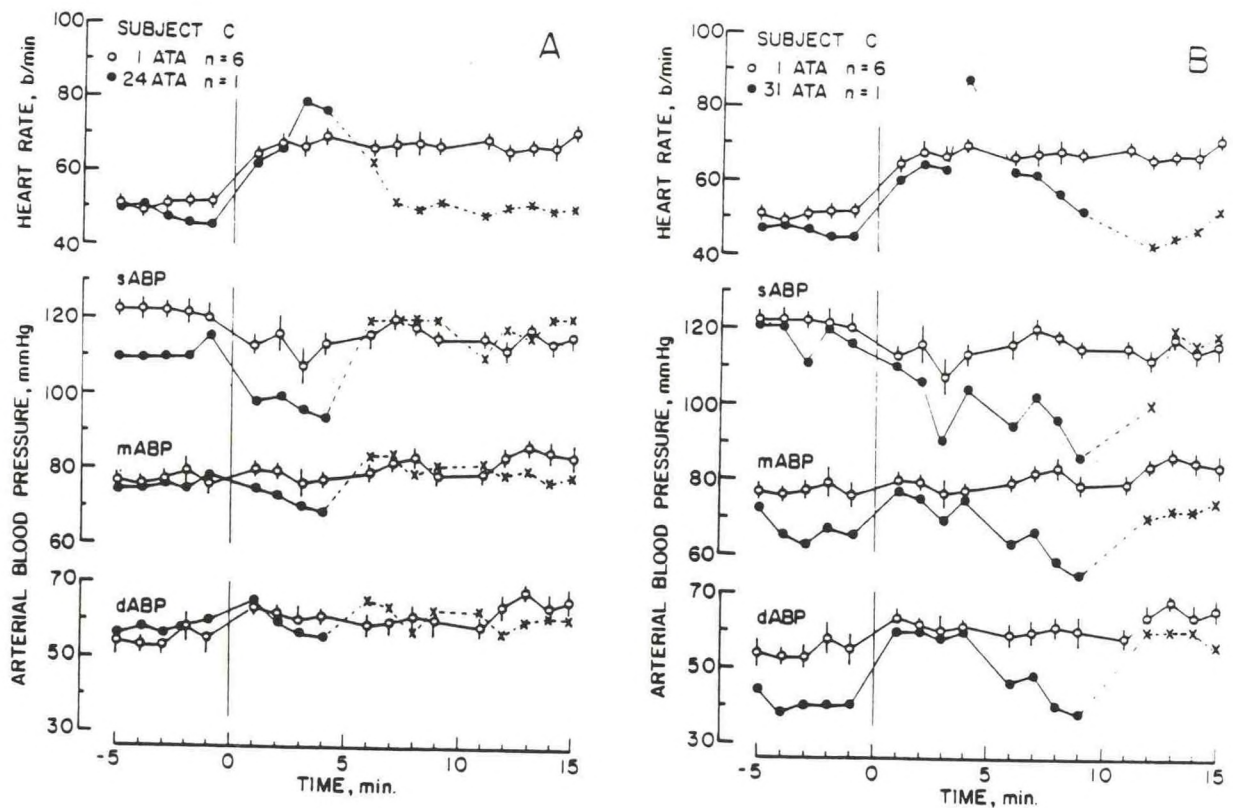 A
SUBJECT C
1 ATA n=6
24 ATA n=1
HEART RATE, b/min
100
80
60
40
ARTERIAL BLOOD PRESSURE, mmHg
sABP
120
100
mABP
80
60
dABP
70
50
30
-5 0 5 10 15
TIME, min.
B
SUBJECT C
1 ATA n=6
31 ATA n=1
HEART RATE, b/min
100
80
60
40
ARTERIAL BLOOD PRESSURE, mmHg
sABP
120
100
mABP
80
60
dABP
70
50
30
-5 0 5 10 15
TIME, min.